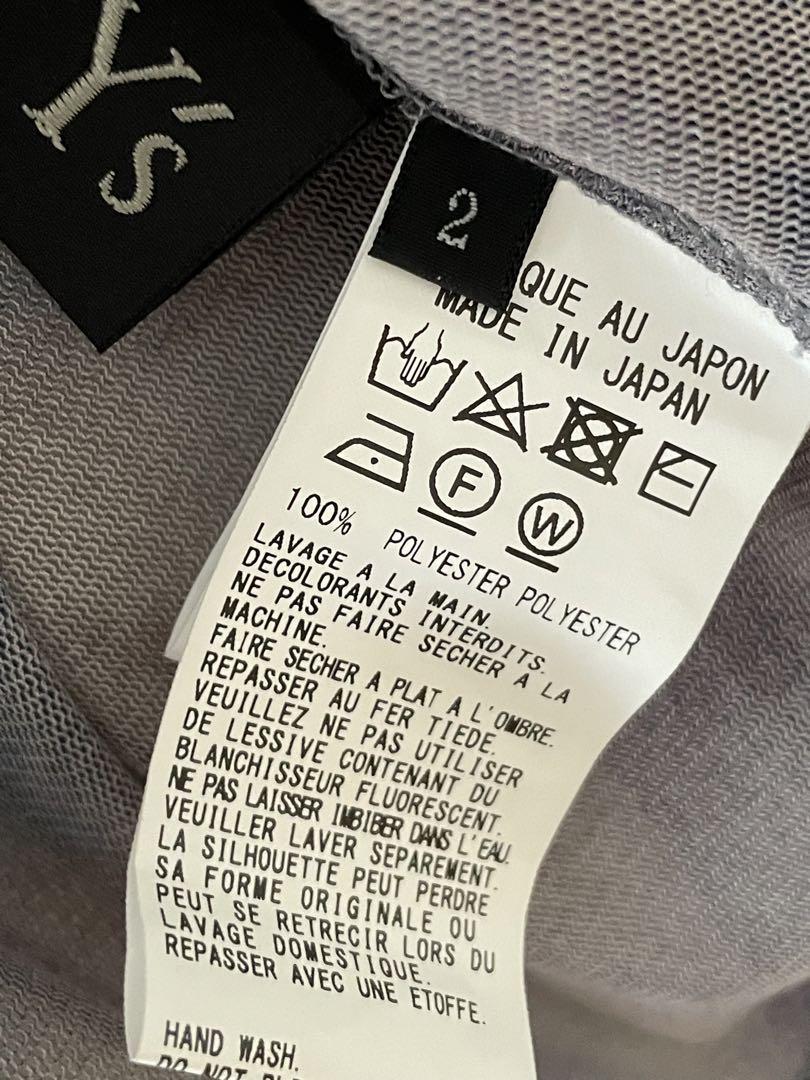 Y's
2
QUE AU JAPON
MADE IN JAPAN
F
W
100% POLYESTER POLYESTER
LAVAGE A LA MAIN.
DECOLORANTS INTERDITS.
NE PAS FAIRE SECHER A LA
MACHINE.
FAIRE SECHER A PLAT A L'OMBRE.
REPASSER AU FER TIEDE.
VEUILLEZ NE PAS UTILISER
DE LESSIVE CONTENANT DU
BLANCHISSEUR FLUORESCENT.
NE PAS LAISSER IMBIBER DANS L'EAU.
VEUILLER LAVER SEPAREMENT.
LA SILHOUETTE PEUT PERDRE
SA FORME ORIGINALE OU
PEUT SE RETRECIR LORS DU
LAVAGE DOMESTIQUE.
REPASSER AVEC UNE ETOFFE.
HAND WASH.
DO NOT